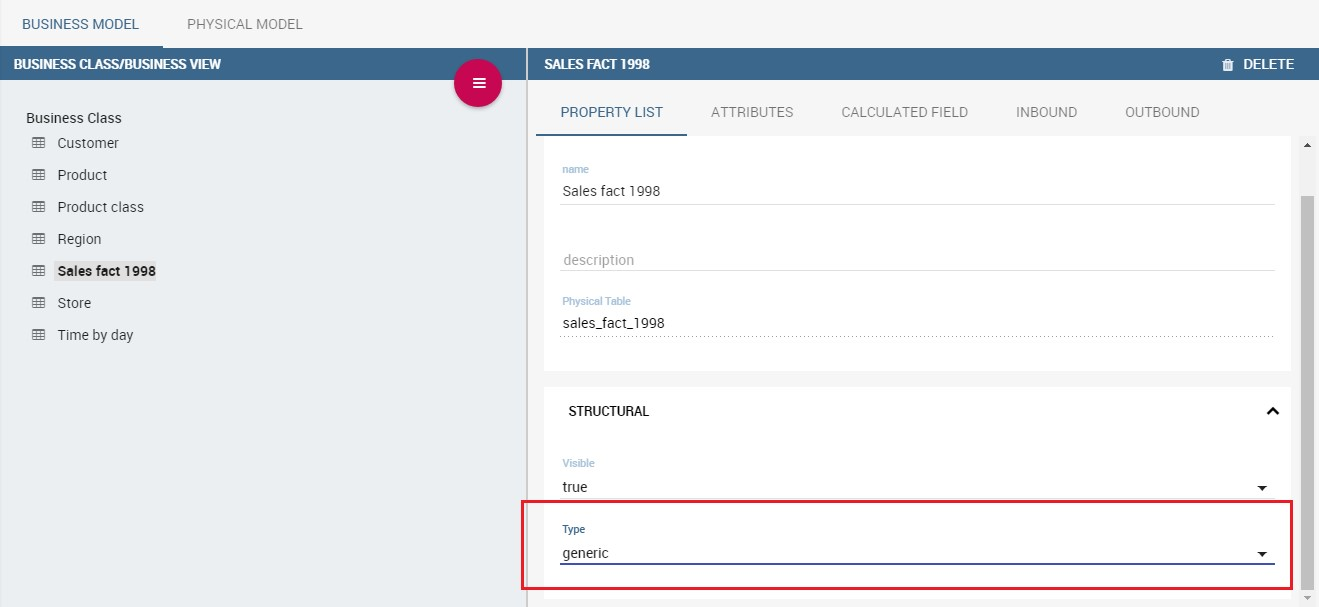 BUSINESS MODEL
PHYSICAL MODEL
BUSINESS CLASS/BUSINESS VIEW
Business Class
Customer
Product
Product class
Region
Sales fact 1998
Store
Time by day
SALES FACT 1998
DELETE
PROPERTY LIST
ATTRIBUTES
CALCULATED FIELD
INBOUND
OUTBOUND
name
Sales fact 1998
description
Physical Table
sales_fact_1998
STRUCTURAL
Visible
true
Type
generic